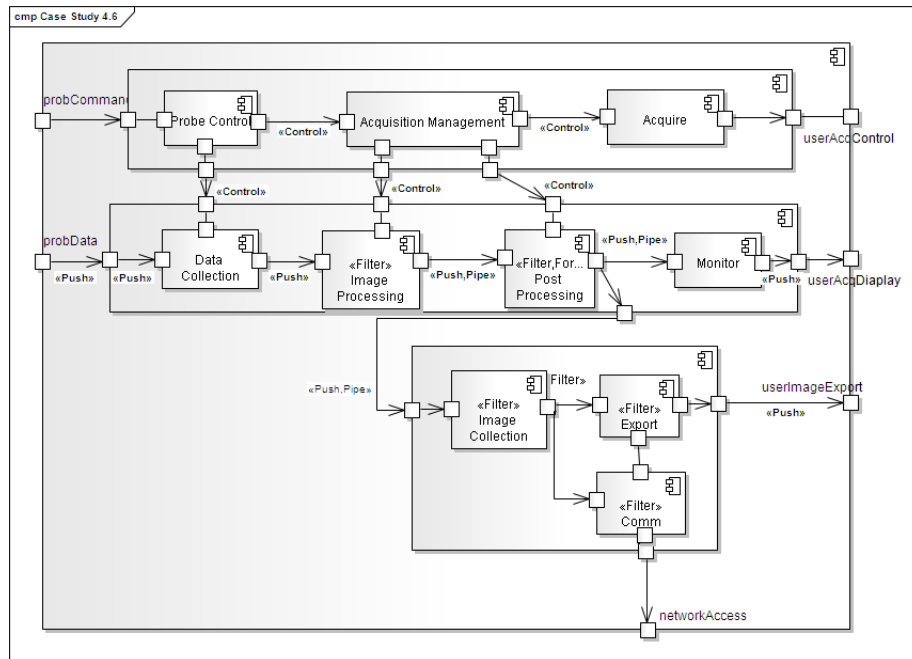 cmp Case Study 4.6
probCommand
Probe Control
«Control»
Acquisition Management
«Control»
Acquire
userAcqControl
«Control»
«Control»
«Control»
probData
«Push»
«Push»
Data
Collection
«Push»
«Filter»
Image
Processing
«Push,Pipe»
«Filter,For...
Post
Processing
«Push,Pipe»
Monitor
«Push»
userAcqDiaplay
«Push,Pipe»
«Filter»
Image
Collection
Filter»
«Filter»
Export
userImageExport
«Push»
«Filter»
Comm
networkAccess